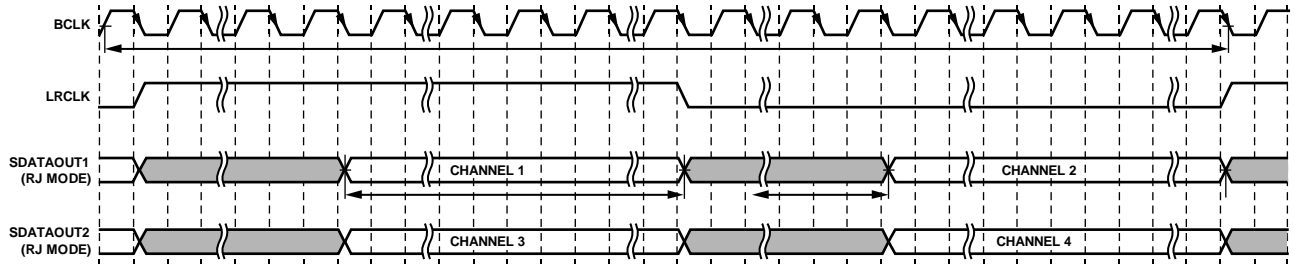 BCLK
LRCLK
SDATAOUT1
(RJ MODE)
CHANNEL 1
CHANNEL 2
SDATAOUT2
(RJ MODE)
CHANNEL 3
CHANNEL 4